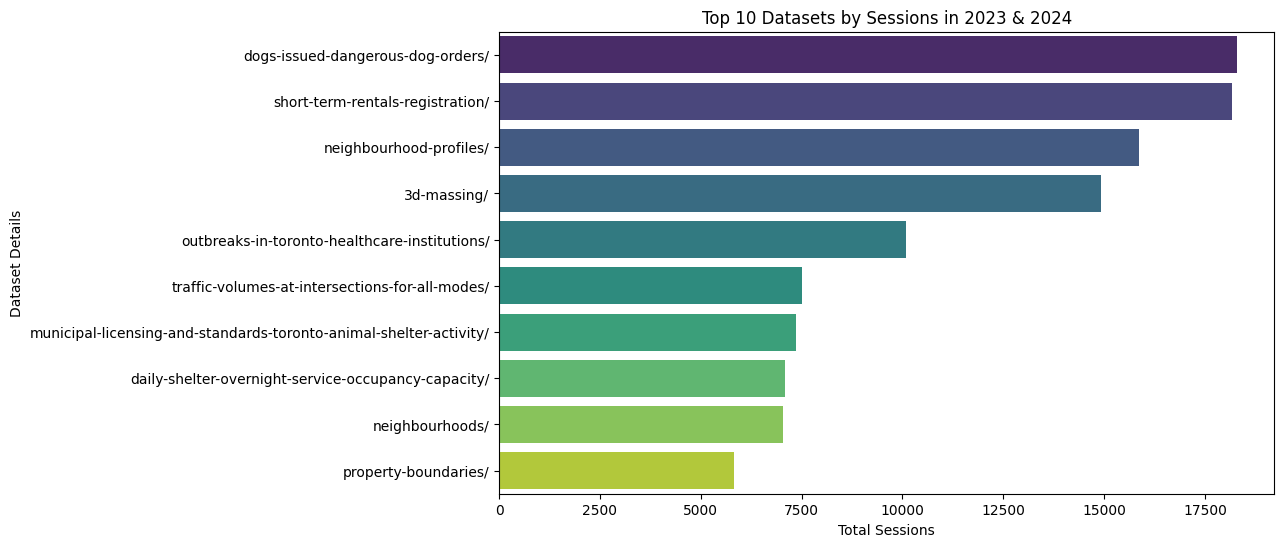 Top 10 Datasets by Sessions in 2023 & 2024
Dataset Details
dogs-issued-dangerous-dog-orders/
short-term-rentals-registration/
neighbourhood-profiles/
3d-massing/
outbreaks-in-toronto-healthcare-institutions/
traffic-volumes-at-intersections-for-all-modes/
municipal-licensing-and-standards-toronto-animal-shelter-activity/
daily-shelter-overnight-service-occupancy-capacity/
neighbourhoods/
property-boundaries/
0 2500 5000 7500 10000 12500 15000 17500
Total Sessions